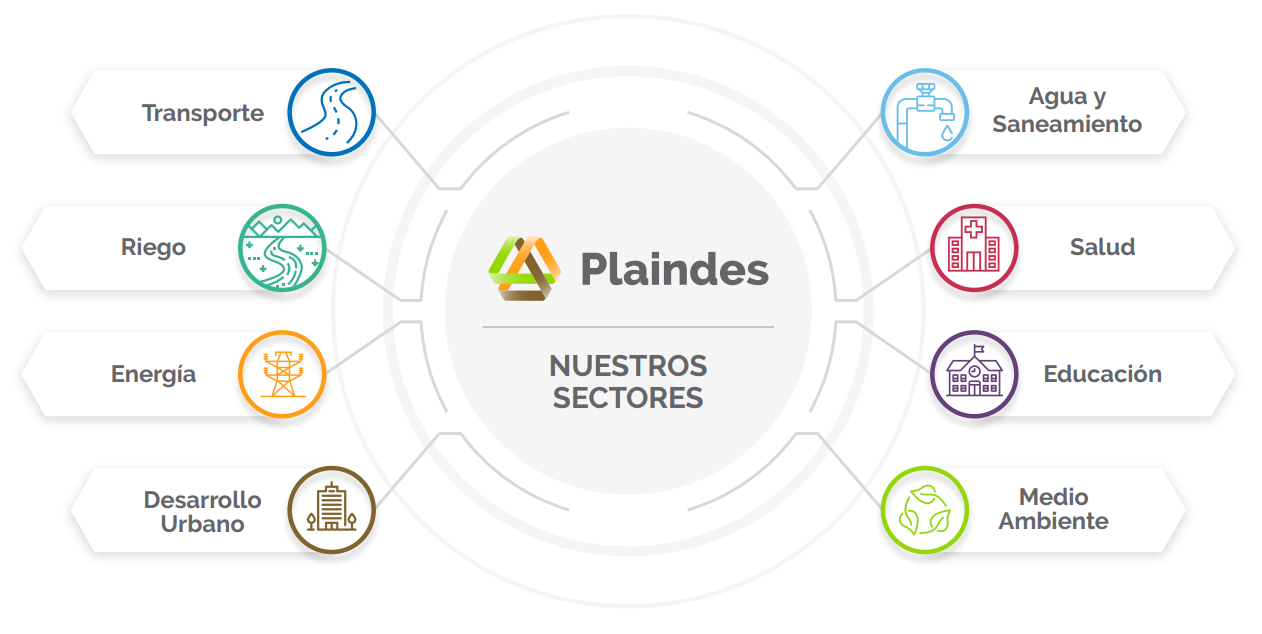 Transporte
Riego
Energía
Desarrollo
Urbano
Plaindes
NUESTROS
SECTORES
Agua y
Saneamiento
Salud
Educación
Medio
Ambiente